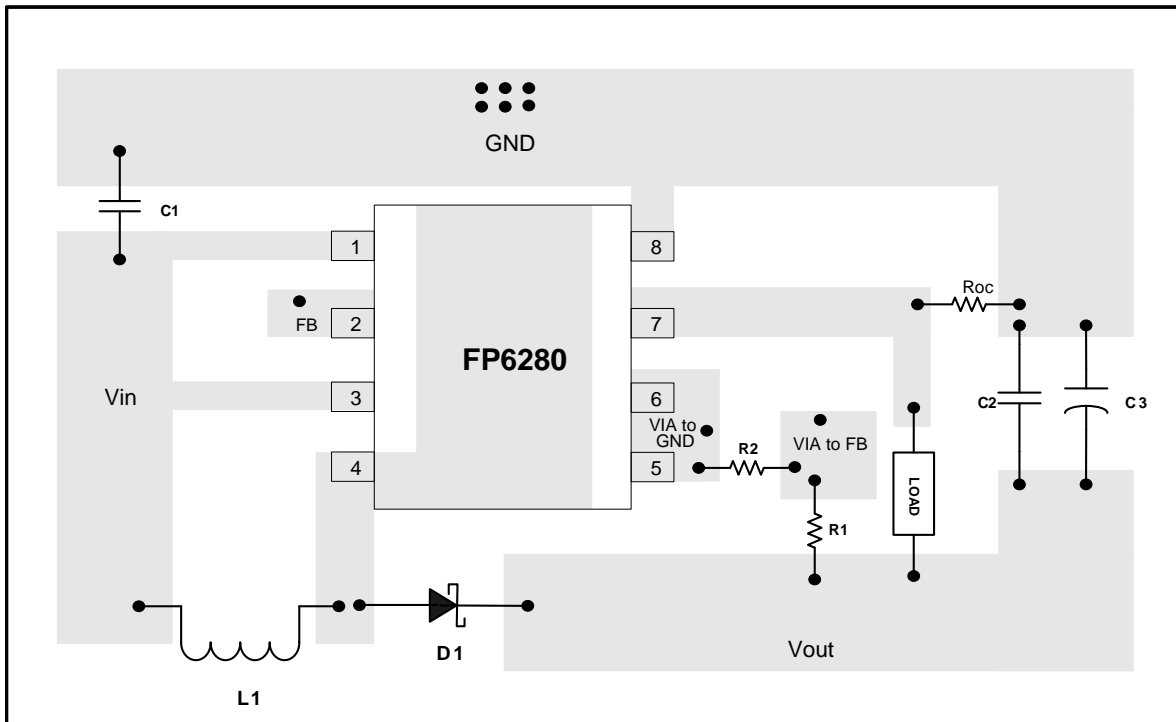 GND
C1
1
8
Roc
FB
2
7
FP6280
Vin
3
6
C2
C3
VIA to
GND
VIA to FB
R2
4
5
LOAD
R1
D1
Vout
L1